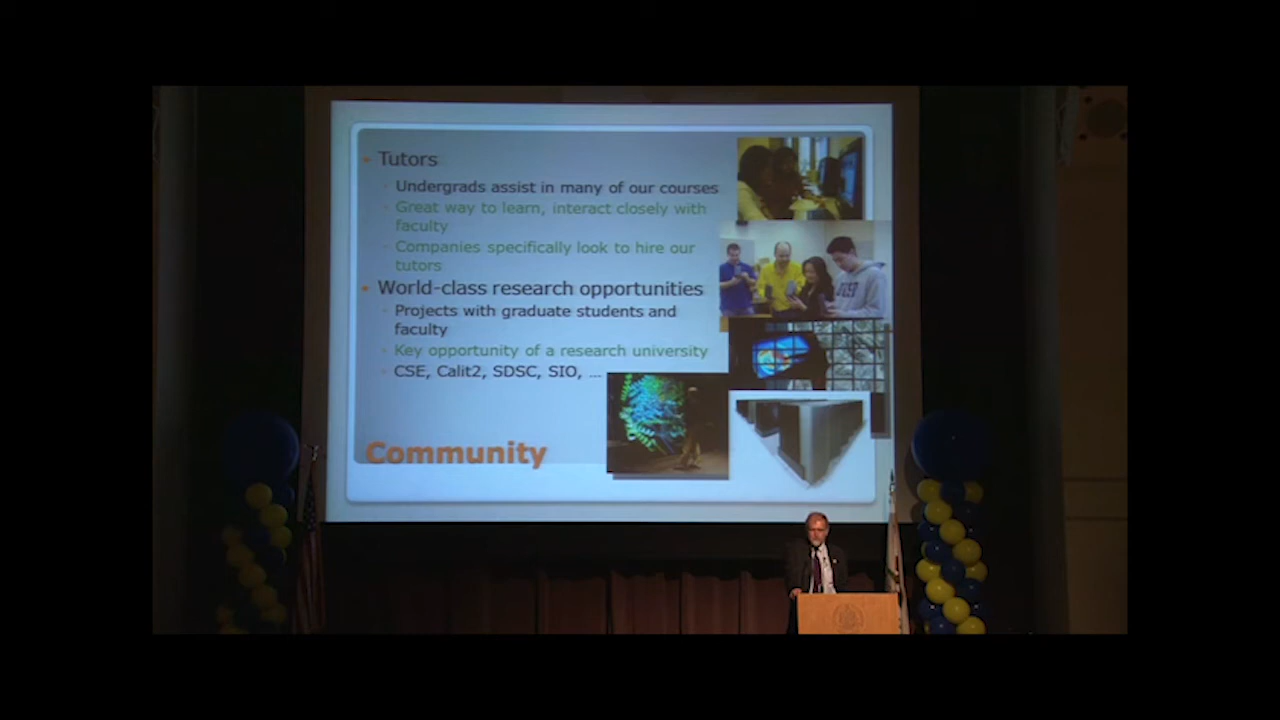 Tutors
Undergrads assist in many of our courses
Great way to learn, interact closely with
faculty
Companies specifically look to hire our
tutors
World-class research opportunities
Projects with graduate students and
faculty
Key opportunity of a research university
CSE, Calit2, SDSC, SIO, ...
Community